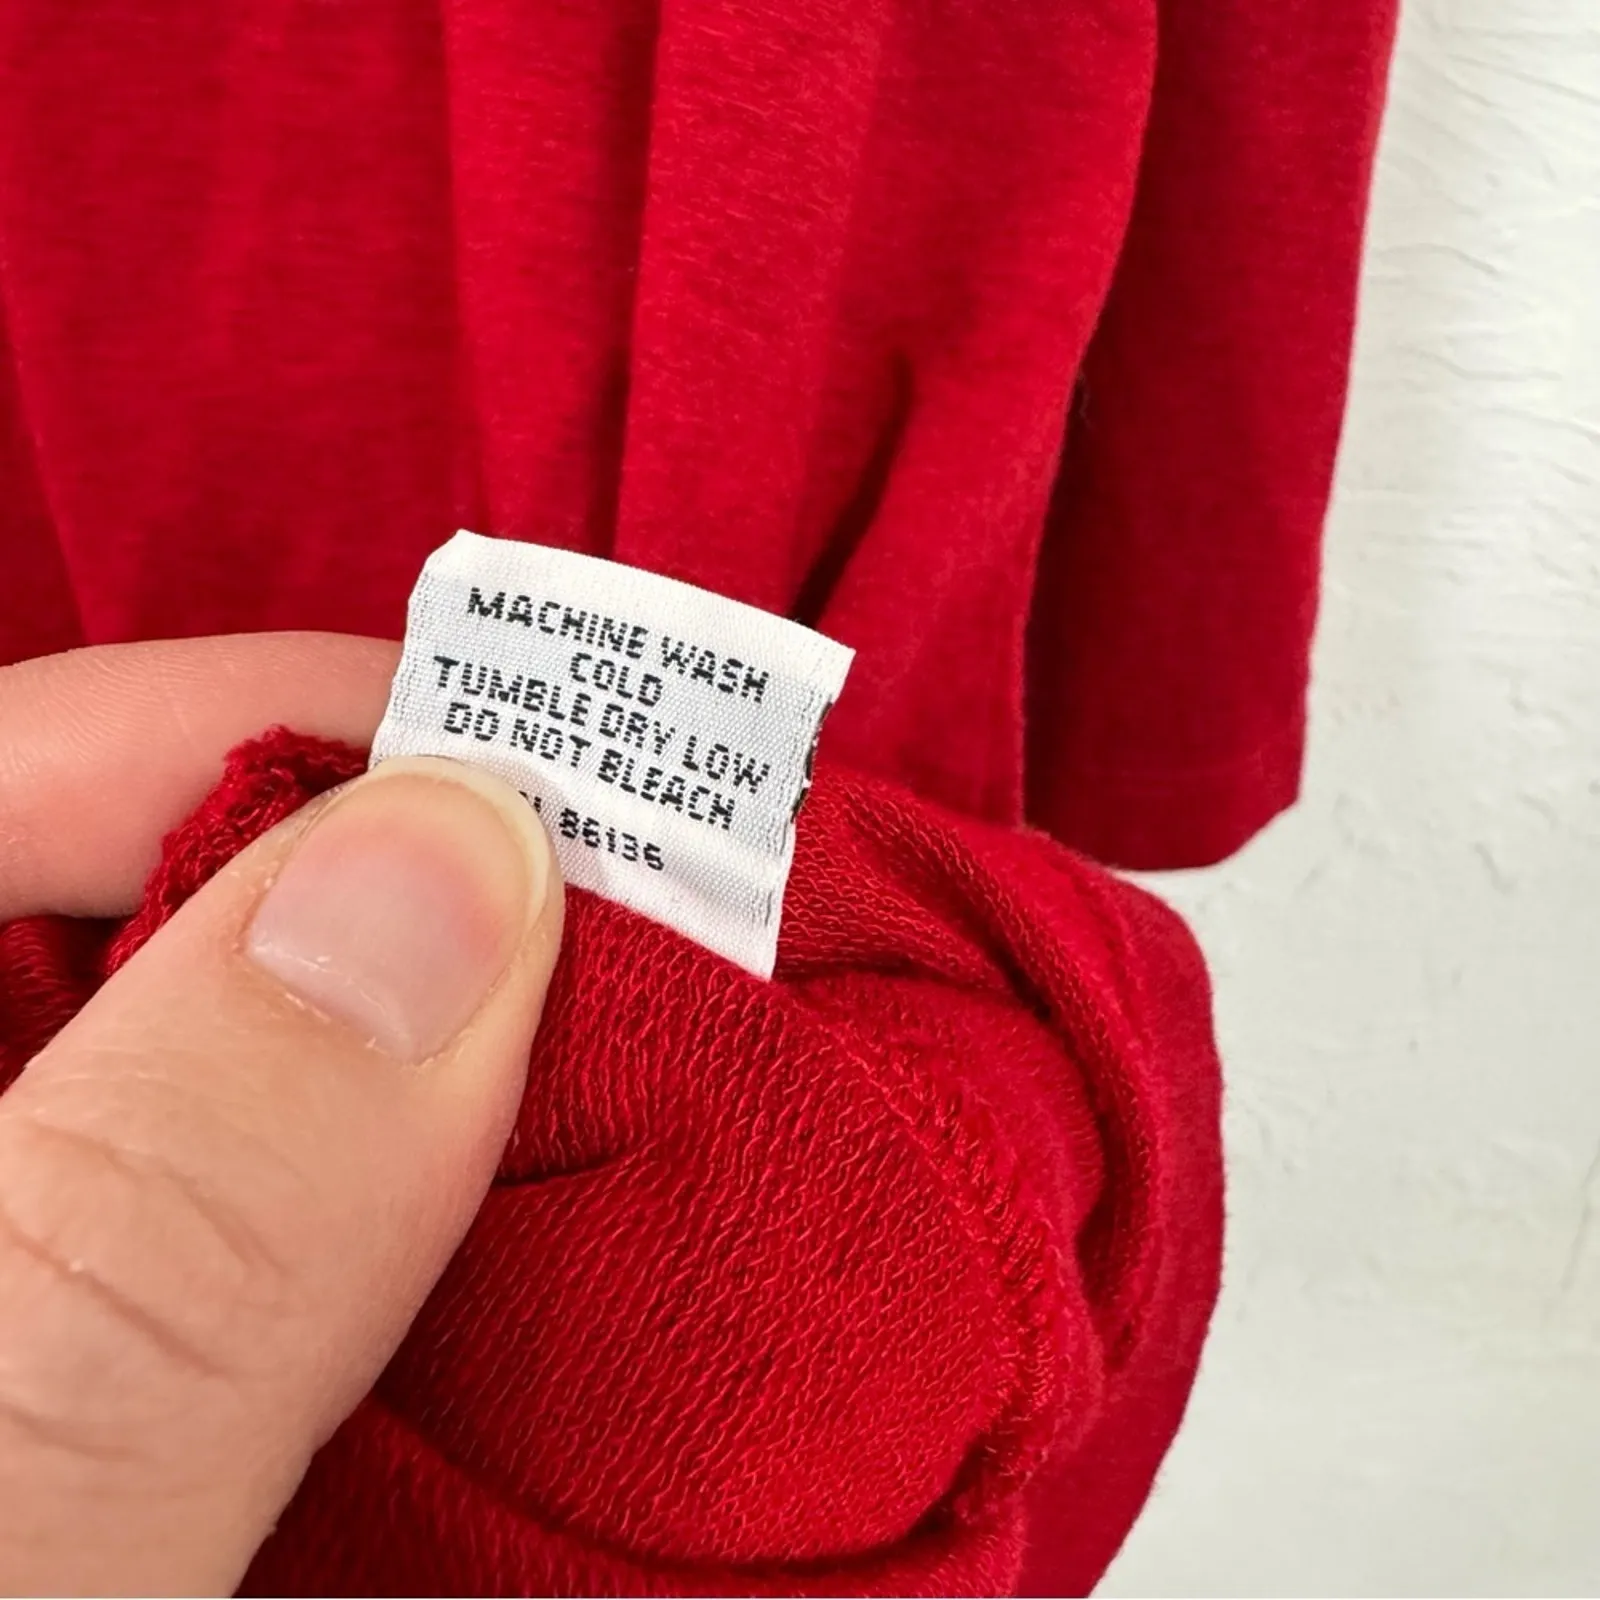 MACHINE WASH
COLD
TUMBLE DRY LOW
DO NOT BLEACH
86136